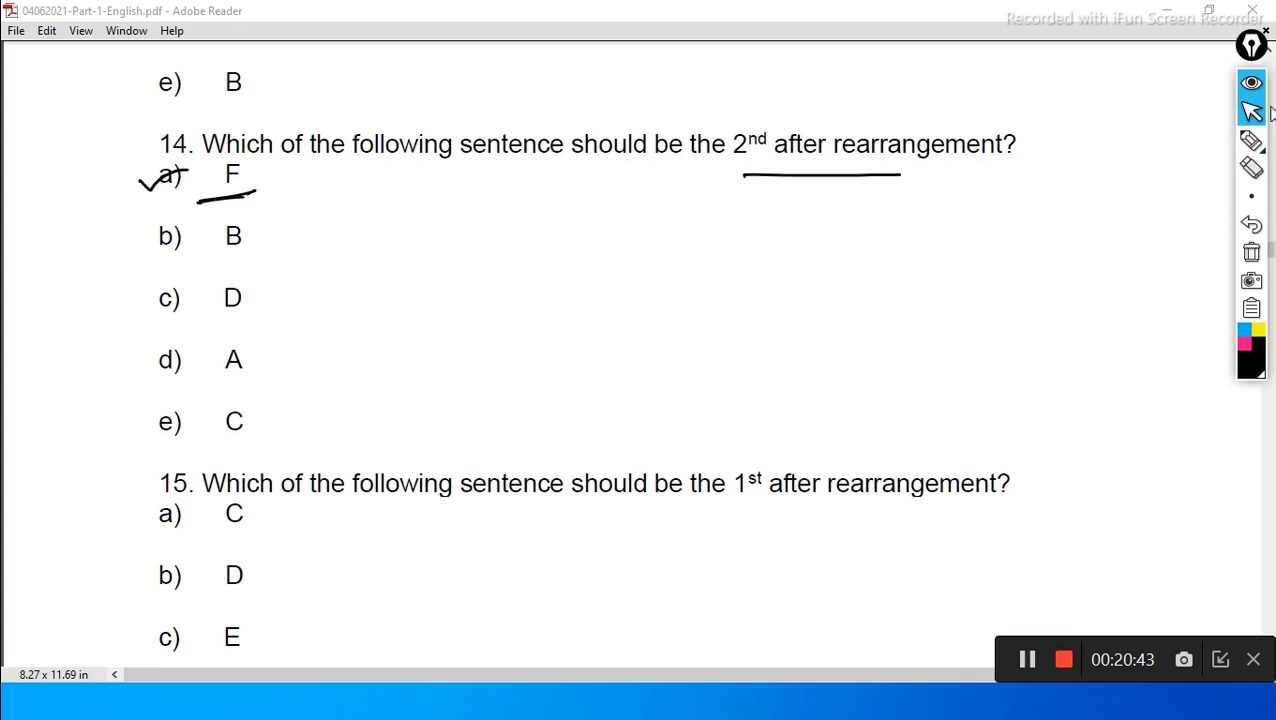 04062021-Part-1-English.pdf - Adobe Reader
Recorded with iFun Screen Recorder
File Edit View Window Help
e) B
14. Which of the following sentence should be the 2nd after rearrangement?
a) F
b) B
c) D
d) A
e) C
15. Which of the following sentence should be the 1st after rearrangement?
a) C
b) D
c) E
00:20:43
8.27 x 11.69 in